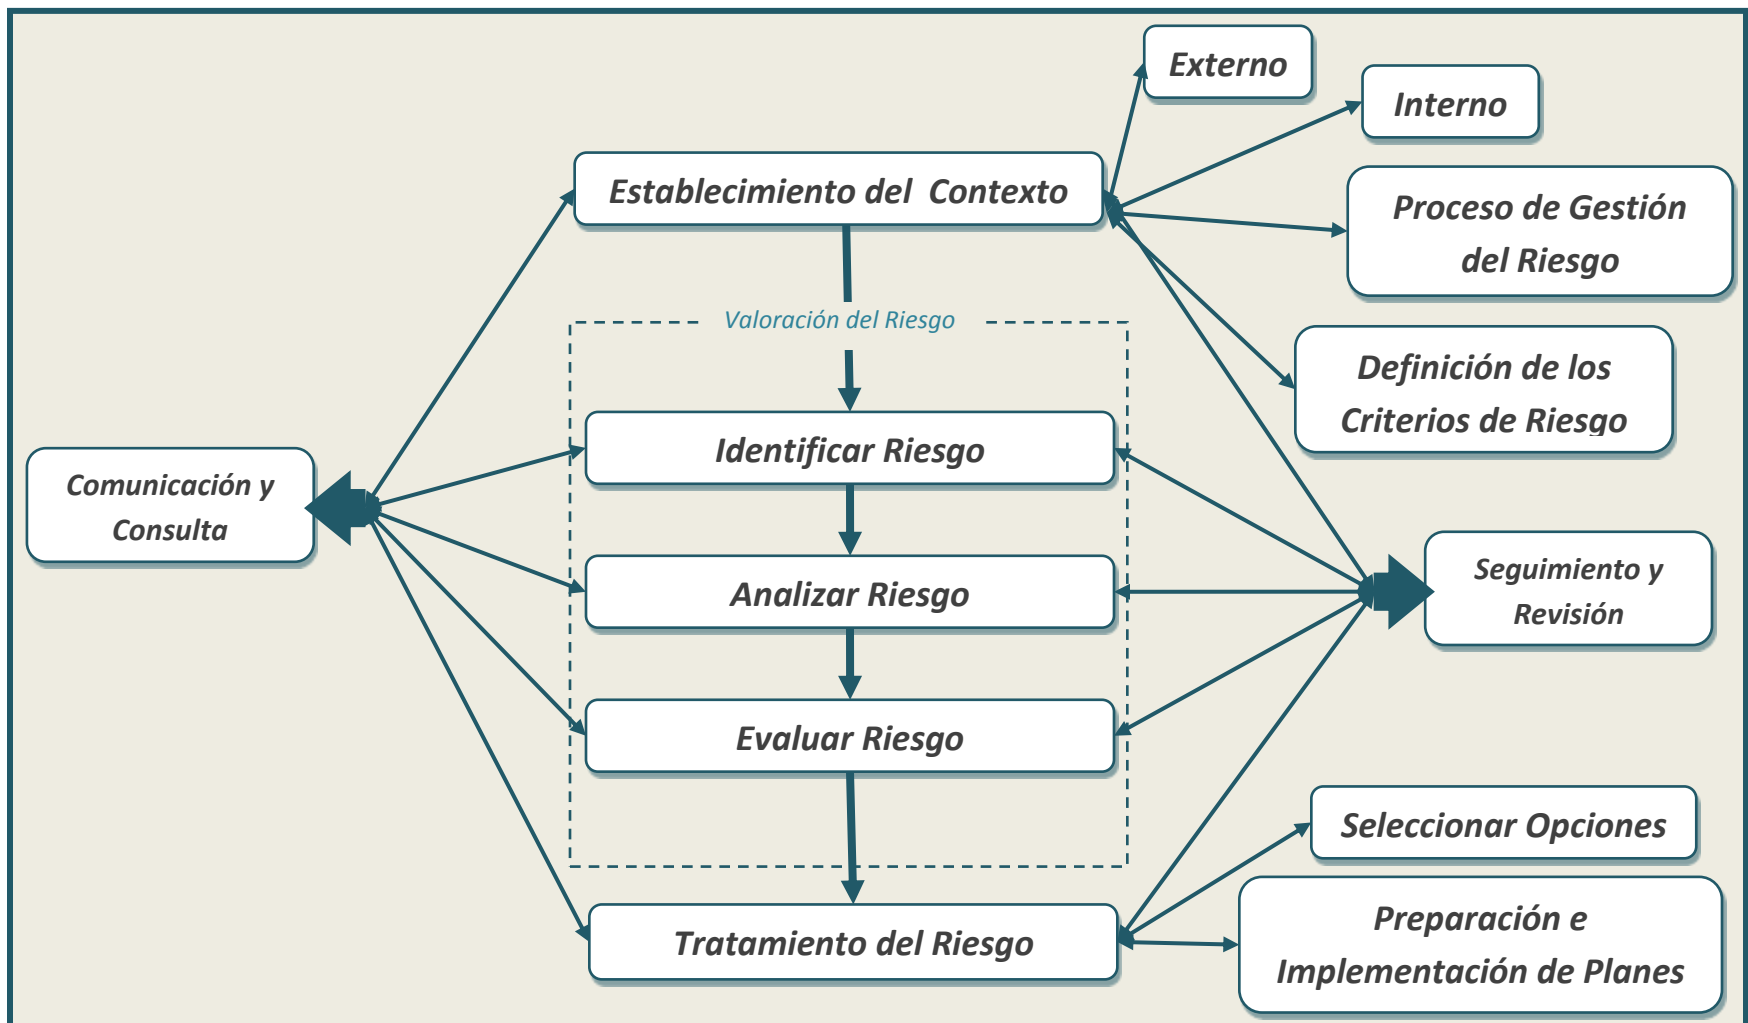 Externo
Interno
Establecimiento del Contexto
Proceso de Gestión
del Riesgo
Valoración del Riesgo
Definición de los
Criterios de Riesgo
Identificar Riesgo
Comunicación y
Consulta
Analizar Riesgo
Seguimiento y
Revisión
Evaluar Riesgo
Seleccionar Opciones
Tratamiento del Riesgo
Preparación e
Implementación de Planes